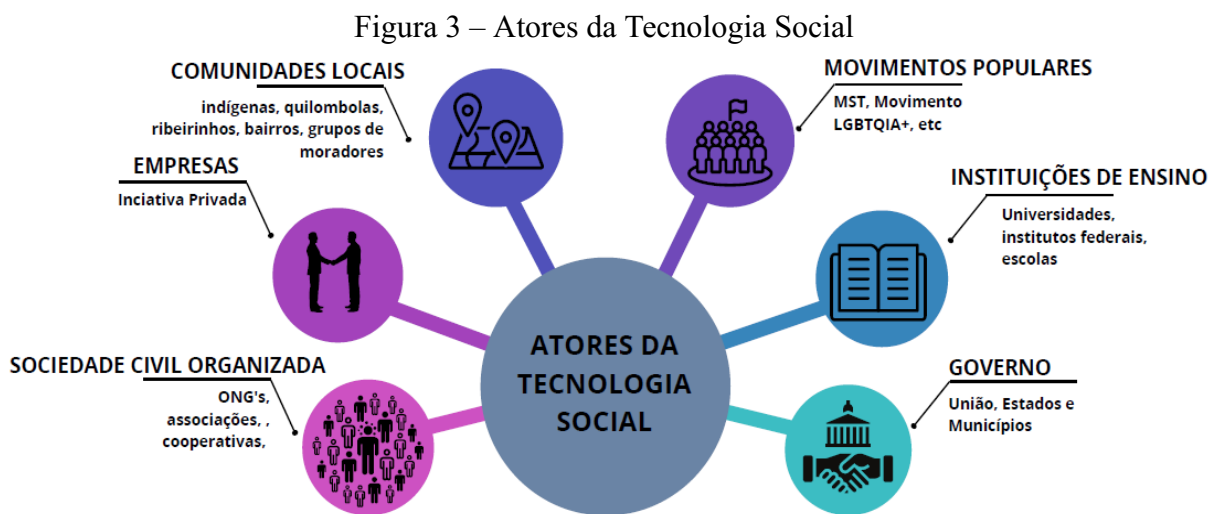 Figura 3 – Atores da Tecnologia Social
COMUNIDADES LOCAIS
indígenas, quilombolas,
ribeirinhos, bairros, grupos de
moradores
MOVIMENTOS POPULARES
MST, Movimento
LGBTQIA+, etc
EMPRESAS
Inciativa Privada
INSTITUIÇÕES DE ENSINO
Universidades,
institutos federais,
escolas
ATORES DA
TECNOLOGIA
SOCIAL
SOCIEDADE CIVIL ORGANIZADA
ONG's,
associações, ,
cooperativas,
GOVERNO
União, Estados e
Municípios